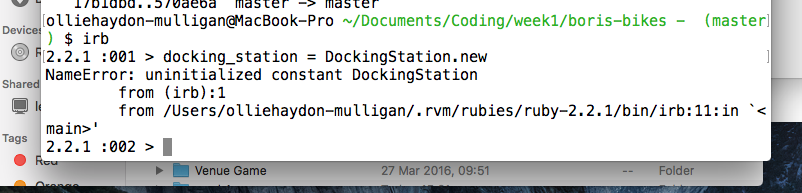 17b1dbd..570ae6a  master -> master
olliehaydon-mulligan@MacBook-Pro ~/Documents/Coding/week1/boris-bikes -  (master
) $ irb
2.2.1 :001 > docking_station = DockingStation.new
NameError: uninitialized constant DockingStation
        from (irb):1
        from /Users/olliehaydon-mulligan/.rvm/rubies/ruby-2.2.1/bin/irb:11:in `<
main>'
2.2.1 :002 >
Devices
R
Shared
le
Tags
Red
Orange
Venue Game
27 Mar 2016, 09:51
--
Folder